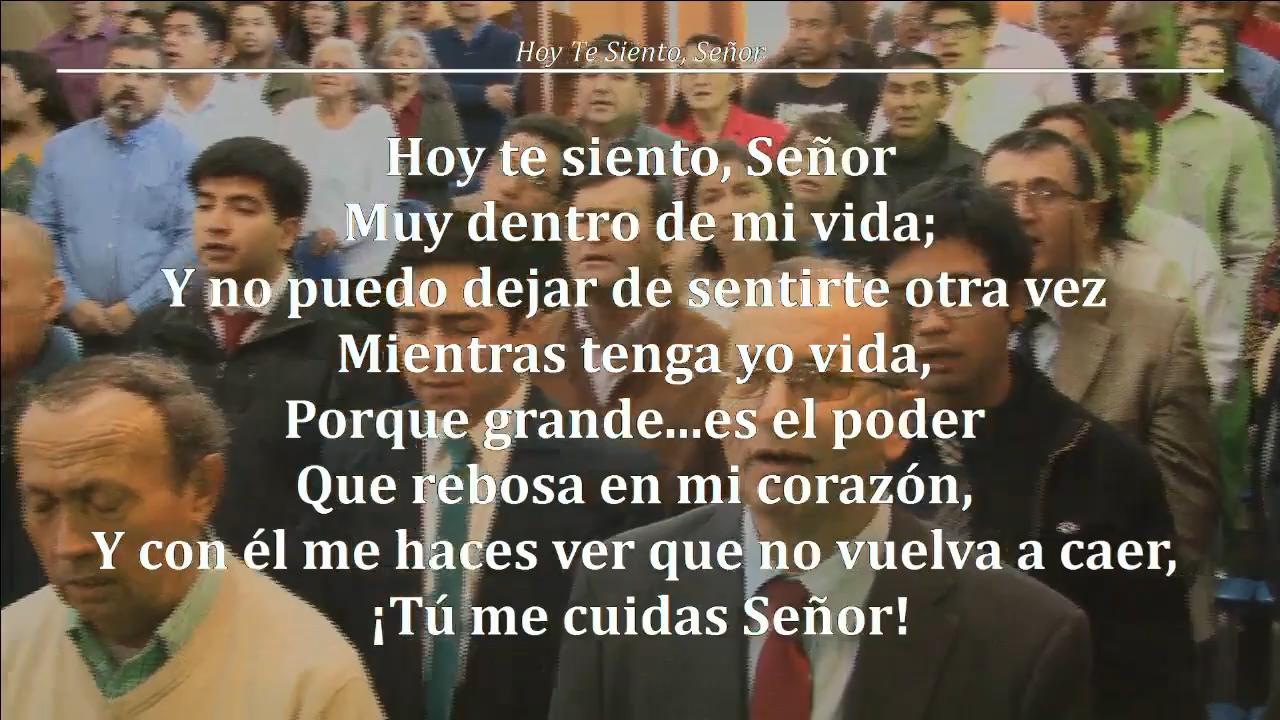 Hoy Te Siento, Señor
Hoy te siento, Señor
Muy dentro de mi vida;
Y no puedo dejar de sentirte otra vez
Mientras tenga yo vida,
Porque grande...es el poder
Que rebosa en mi corazón,
Y con él me haces ver que no vuelva a caer,
¡Tú me cuidas Señor!